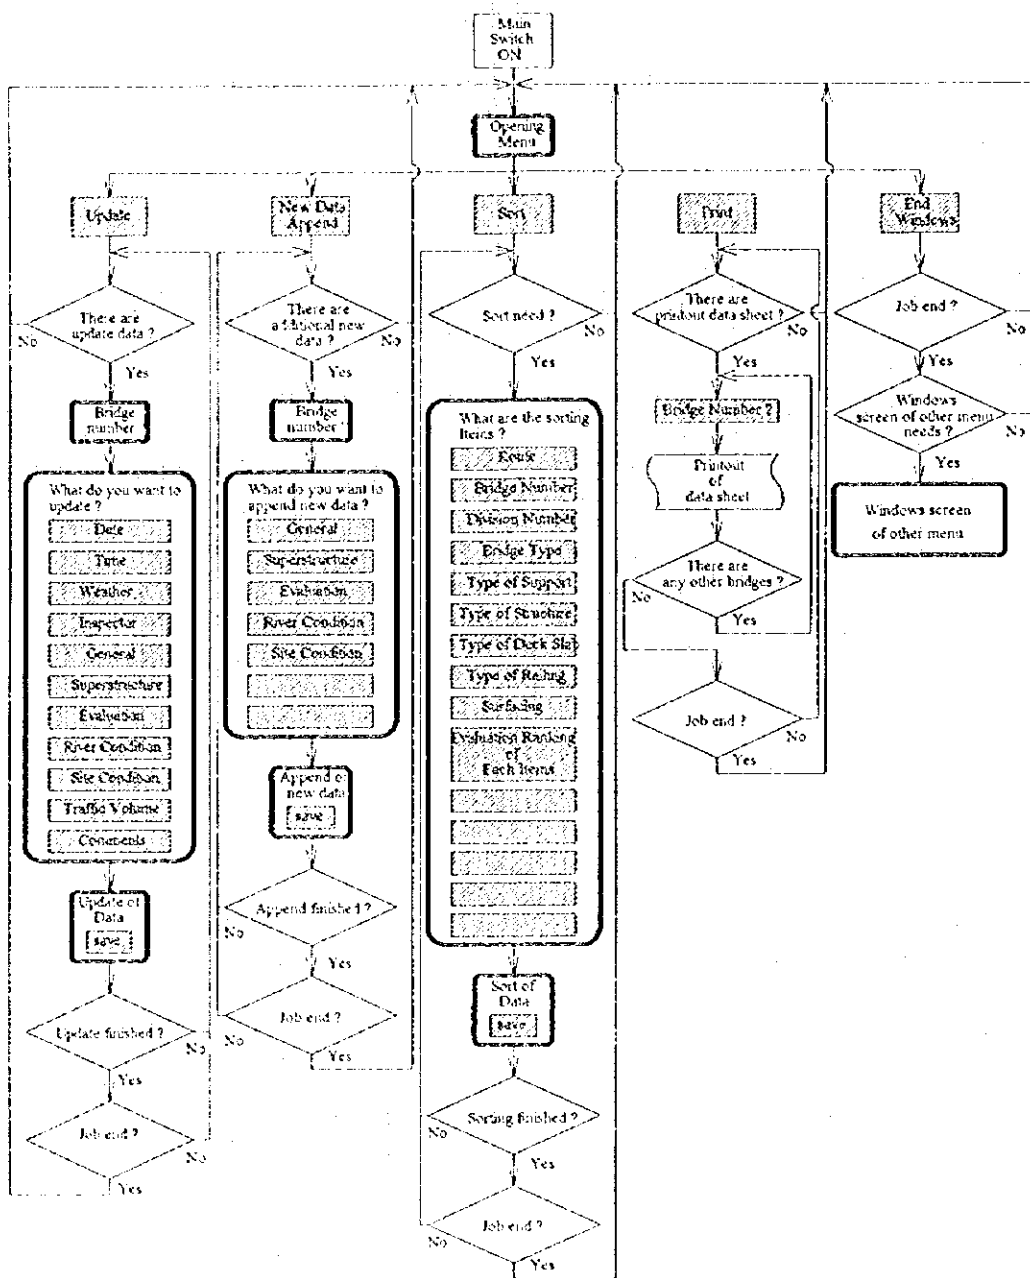 Main
Switch
ON
Opening
Menu
Update
New Data
Append
Sort
Print
End
Windows
There are
update data ?
No
Yes
Bridge
number
What do you want to
update ?
Date
Time
Weather
Inspector
General
Superstructure
Evaluation
River Condition
Site Condition
Traffic Volume
Comments
Update of
Data
save
Update finished ?
No
Yes
Job end ?
No
Yes
There are
additional new
data ?
No
Yes
Bridge
number
What do you want to
append new data ?
General
Superstructure
Evaluation
River Condition
Site Condition
Append of
new data
save
Append finished ?
No
Yes
Job end ?
No
Yes
Sort need ?
No
Yes
What are the sorting
Items ?
Route
Bridge Number
Division Number
Bridge Type
Type of Support
Type of Structure
Type of Deck Slab
Type of Railing
Surfacing
Evaluation Ranking
of
Each Items
Sort of
Data
save
Sorting finished ?
No
Yes
Job end ?
No
Yes
There are
printout data sheet ?
No
Yes
Bridge Number ?
Printout
of
data sheet
There are
any other bridges ?
No
Yes
Job end ?
No
Yes
Job end ?
No
Yes
Windows
screen of other menu
needs ?
No
Yes
Windows screen
of other menu